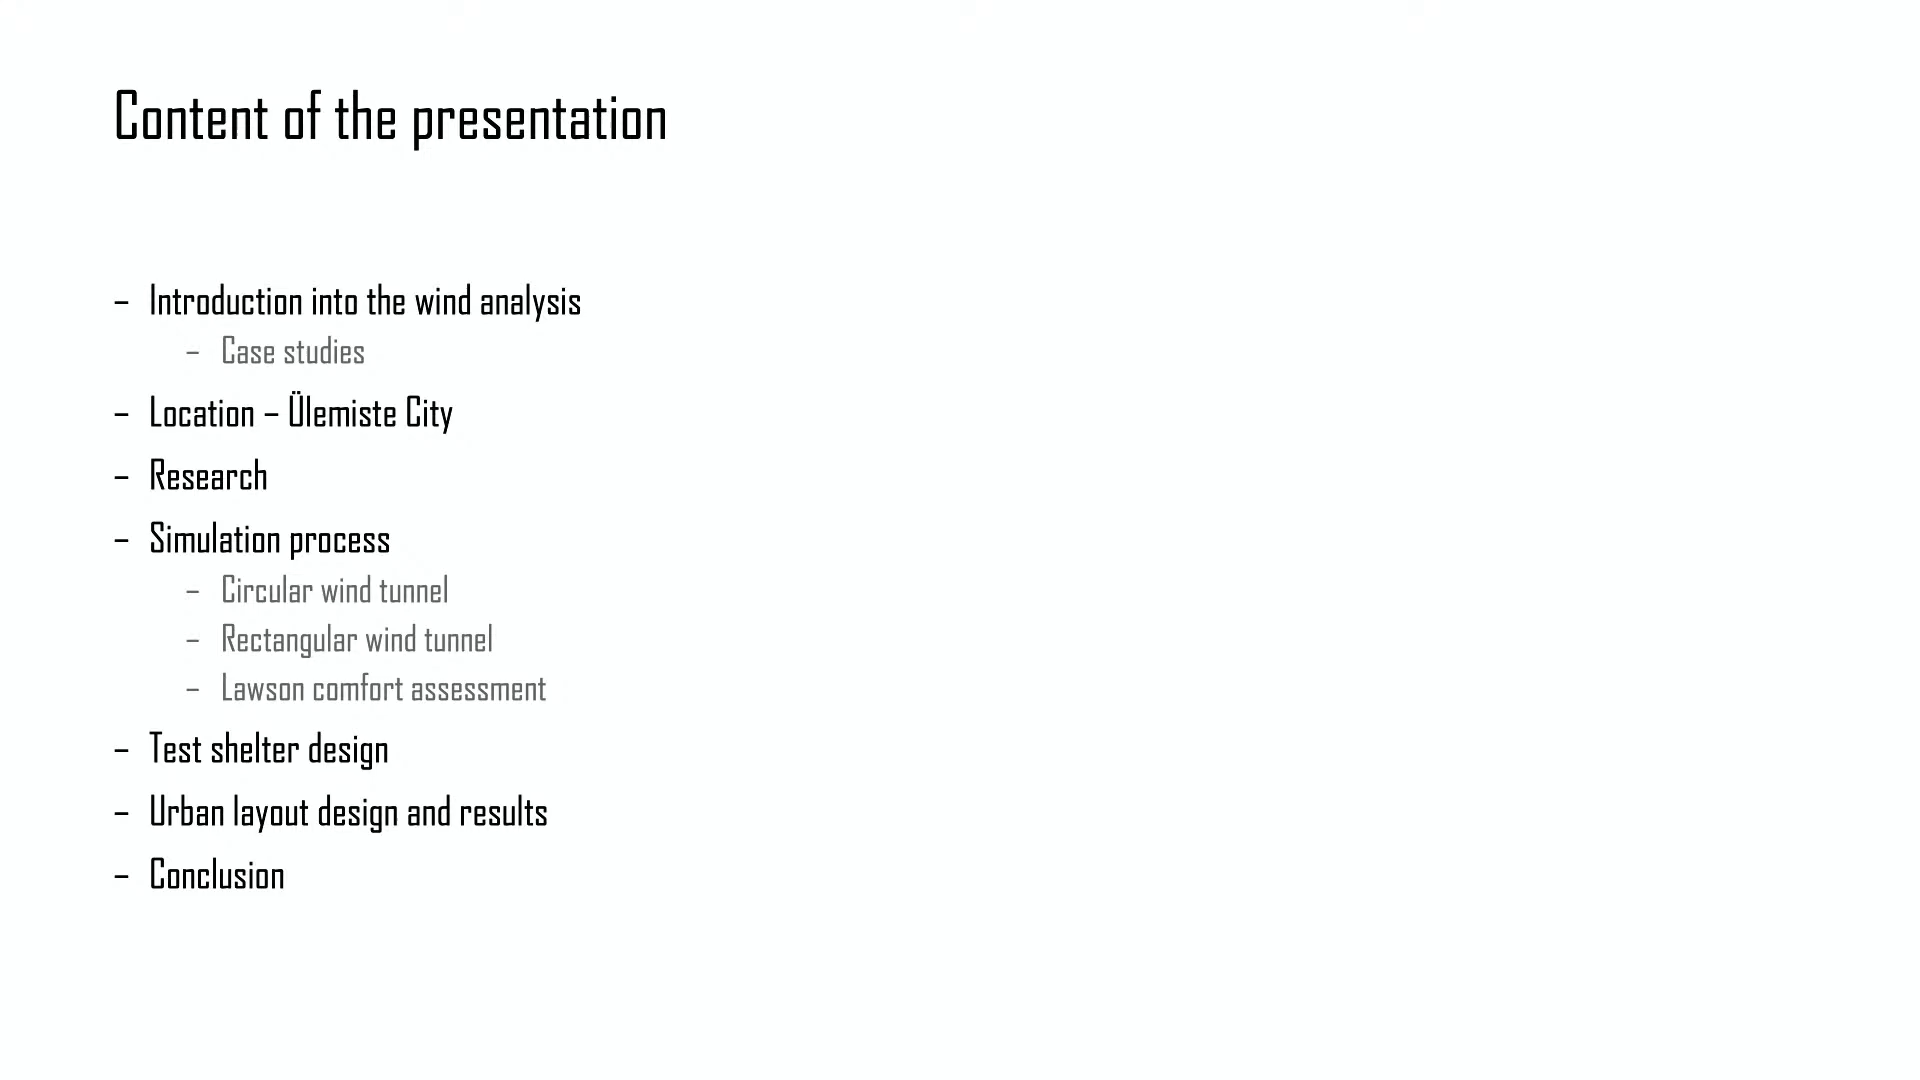 Content of the presentation
– Introduction into the wind analysis
– Case studies
– Location – Ülemiste City
– Research
– Simulation process
– Circular wind tunnel
– Rectangular wind tunnel
– Lawson comfort assessment
– Test shelter design
– Urban layout design and results
– Conclusion